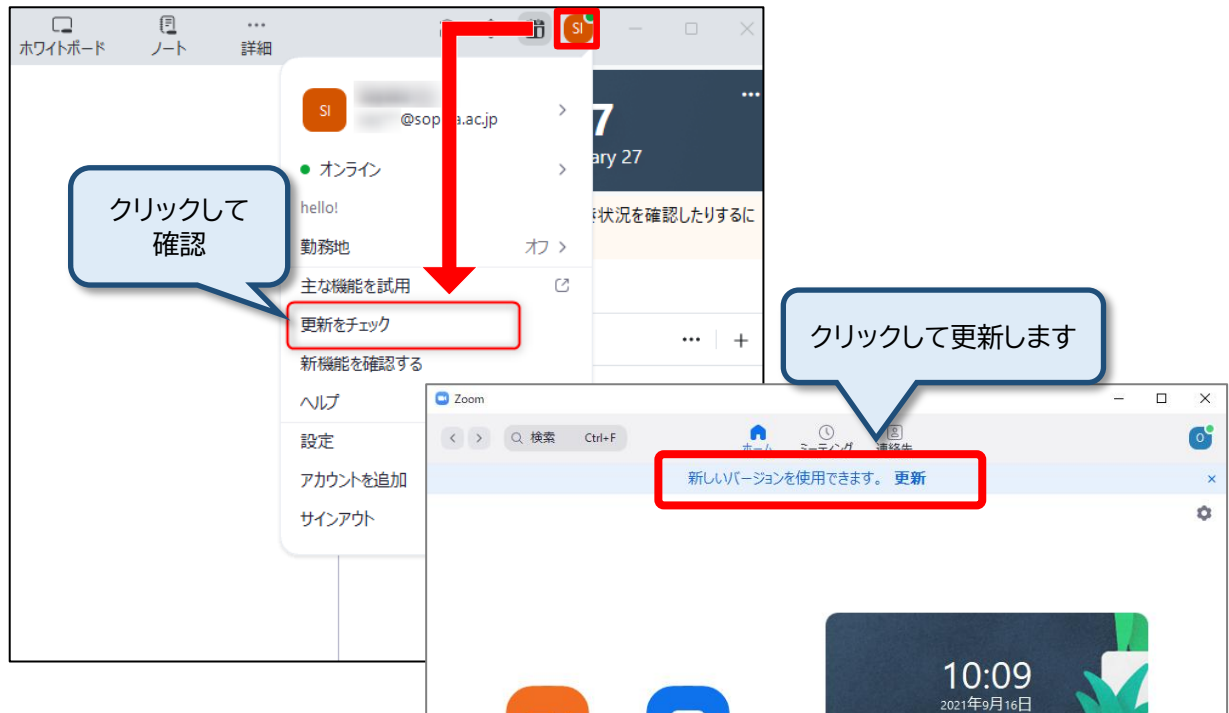 ホワイトボード
ノート
詳細
SI
SI
@sop
a.ac.jp
7
ary 27
オンライン
hello!
状況を確認したりするに
勤務地
オフ
主な機能を試用
更新をチェック
新機能を確認する
ヘルプ
設定
アカウントを追加
サインアウト
クリックして
確認
クリックして更新します
Zoom
検索 Ctrl+F
ホーム
ミーティング
連絡先
O
新しいバージョンを使用できます。 更新
10:09
2021年9月16日